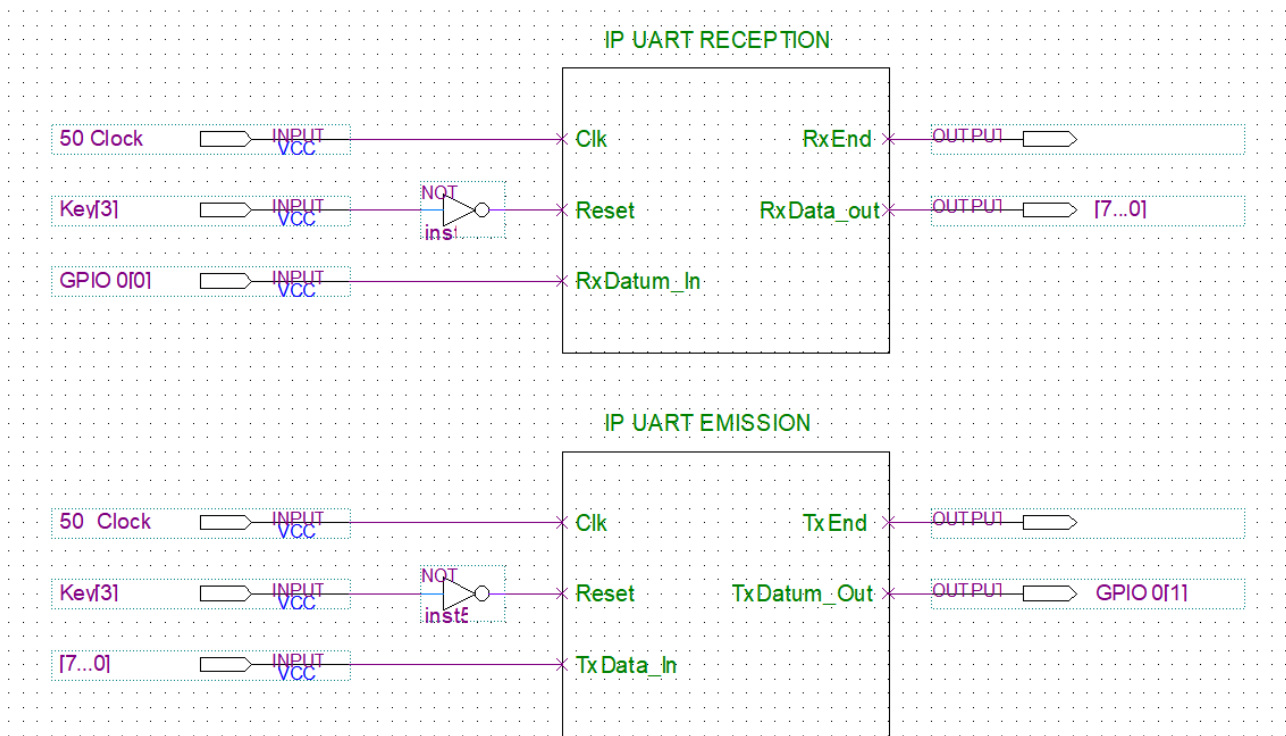 IP UART RECEPTION
50 Clock INPUT VCC Clk RxEnd OUTPUT
Key[3] INPUT VCC NOT Reset RxData_out OUTPUT [7...0]
GPIO 0[0] INPUT VCC RxDatum_In
IP UART EMISSION
50 Clock INPUT VCC Clk TxEnd OUTPUT
Key[3] INPUT VCC NOT inst5 Reset TxDatum_Out OUTPUT GPIO 0[1]
[7...0] INPUT VCC TxData_In